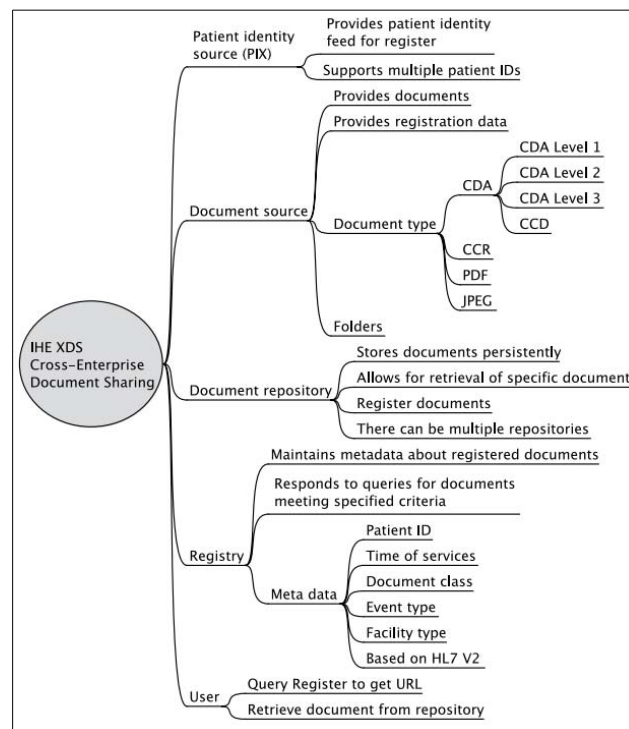 Patient identity
source (PIX)
Provides patient identity
feed for register
Supports multiple patient IDs
Provides documents
Provides registration data
Document source
Document type
CDA
CDA Level 1
CDA Level 2
CDA Level 3
CCD
CCR
PDF
JPEG
Folders
IHE XDS
Cross-Enterprise
Document Sharing
Document repository
Stores documents persistently
Allows for retrieval of specific document
Register documents
There can be multiple repositories
Registry
Maintains metadata about registered documents
Responds to queries for documents
meeting specified criteria
Meta data
Patient ID
Time of services
Document class
Event type
Facility type
Based on HL7 V2
User
Query Register to get URL
Retrieve document from repository